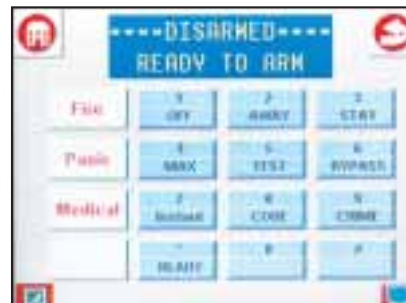 ****DISARMED****
READY TO ARM
Fire
1
OFF
2
AWAY
3
STAY
Panic
4
MAX
5
TEST
6
BYPASS
Medical
7
Instant
8
CODE
9
CHIME
*
READY
0
#